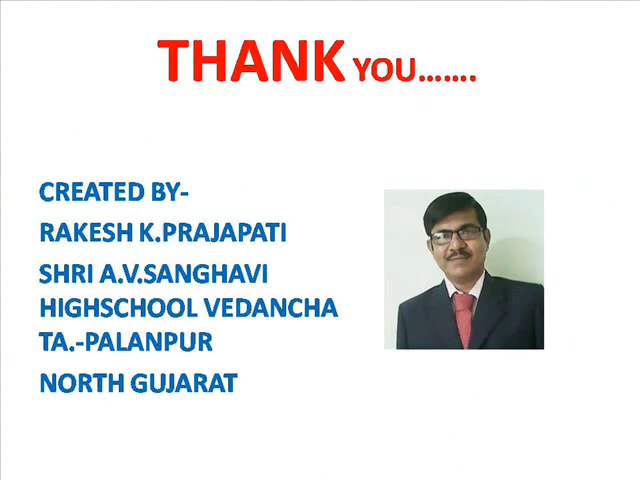 THANK YOU.......
CREATED BY-
RAKESH K.PRAJAPATI
SHRI A.V.SANGHAVI
HIGHSCHOOL VEDANCHA
TA.-PALANPUR
NORTH GUJARAT